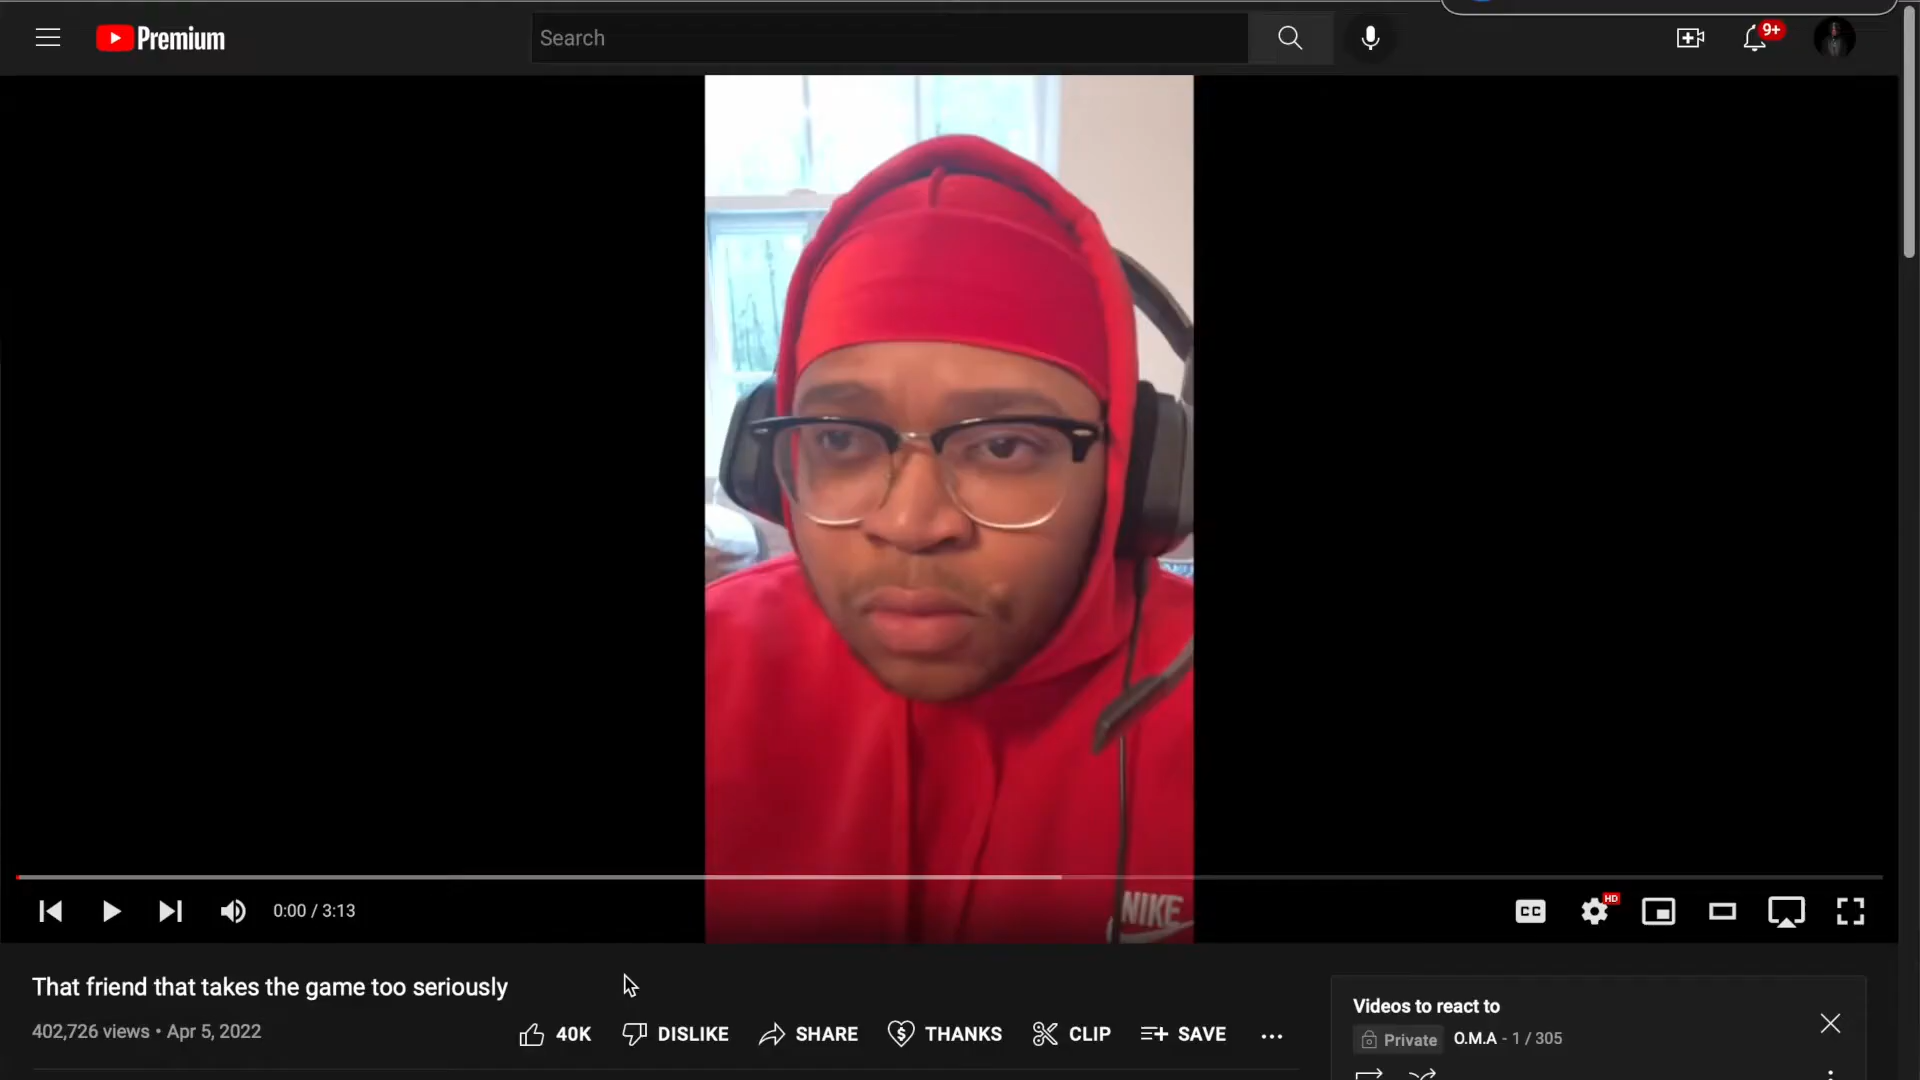 Premium
Search
9+
NIKE
0:00 / 3:13
CC
HD
That friend that takes the game too seriously
402,726 views • Apr 5, 2022
40K
DISLIKE
SHARE
THANKS
CLIP
SAVE
Videos to react to
Private
O.M.A - 1 / 305